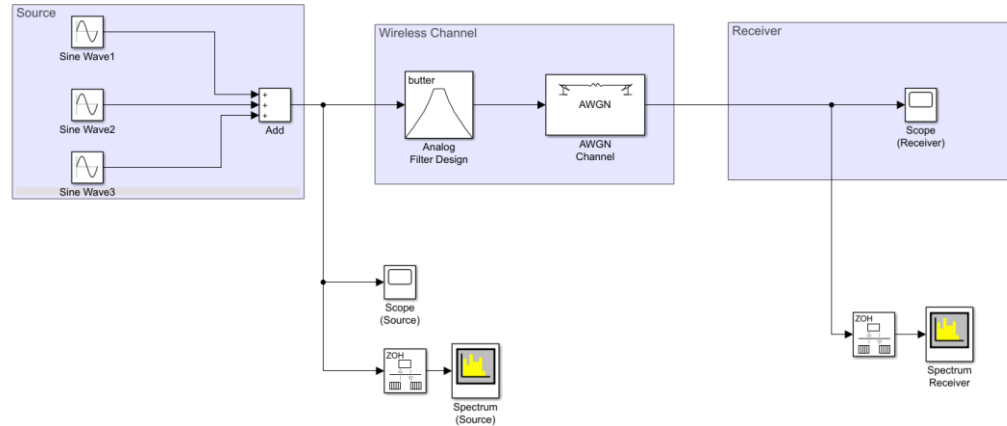 Source
Sine Wave1
Sine Wave2
Sine Wave3
+
+
+
Add
Wireless Channel
butter
Analog
Filter Design
AWGN
AWGN
Channel
Receiver
Scope
(Receiver)
Scope
(Source)
ZOH
Spectrum
(Source)
ZOH
Spectrum
Receiver